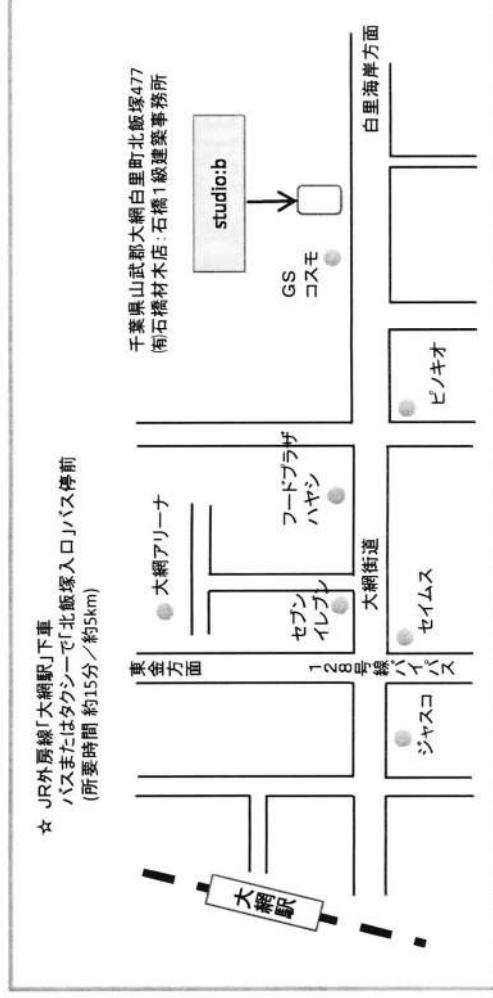 ☆ JR外房線「大網駅」下車
バスまたはタクシーで「北飯塚入口」バス停前
(所要時間 約15分/約5km)
千葉県山武郡大網白里町北飯塚477
㈲石橋材木店:石橋1級建築事務所
studio:b
大網アリーナ
東金方面
セブン
イレブン
フードプラザ
ハヤシ
GS
コスモ
128号線バイパス
大網街道
白里海岸方面
大網駅
ジャスコ
セイムス
ピノキオ